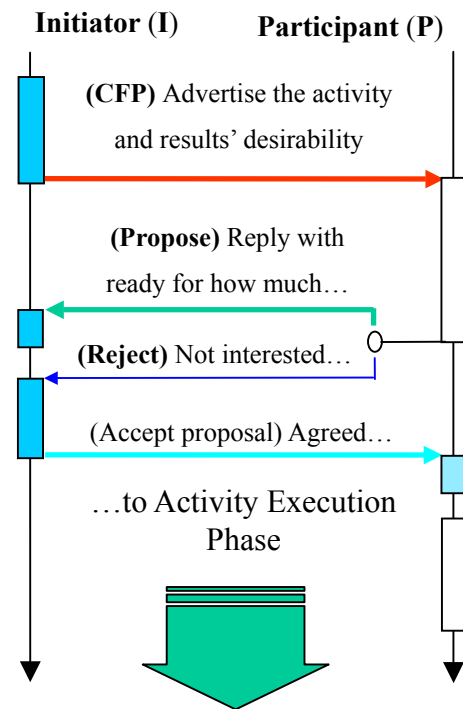 Initiator (I) Participant (P)
(CFP) Advertise the activity
and results’ desirability
(Propose) Reply with
ready for how much…
(Reject) Not interested…
(Accept proposal) Agreed…
…to Activity Execution
Phase